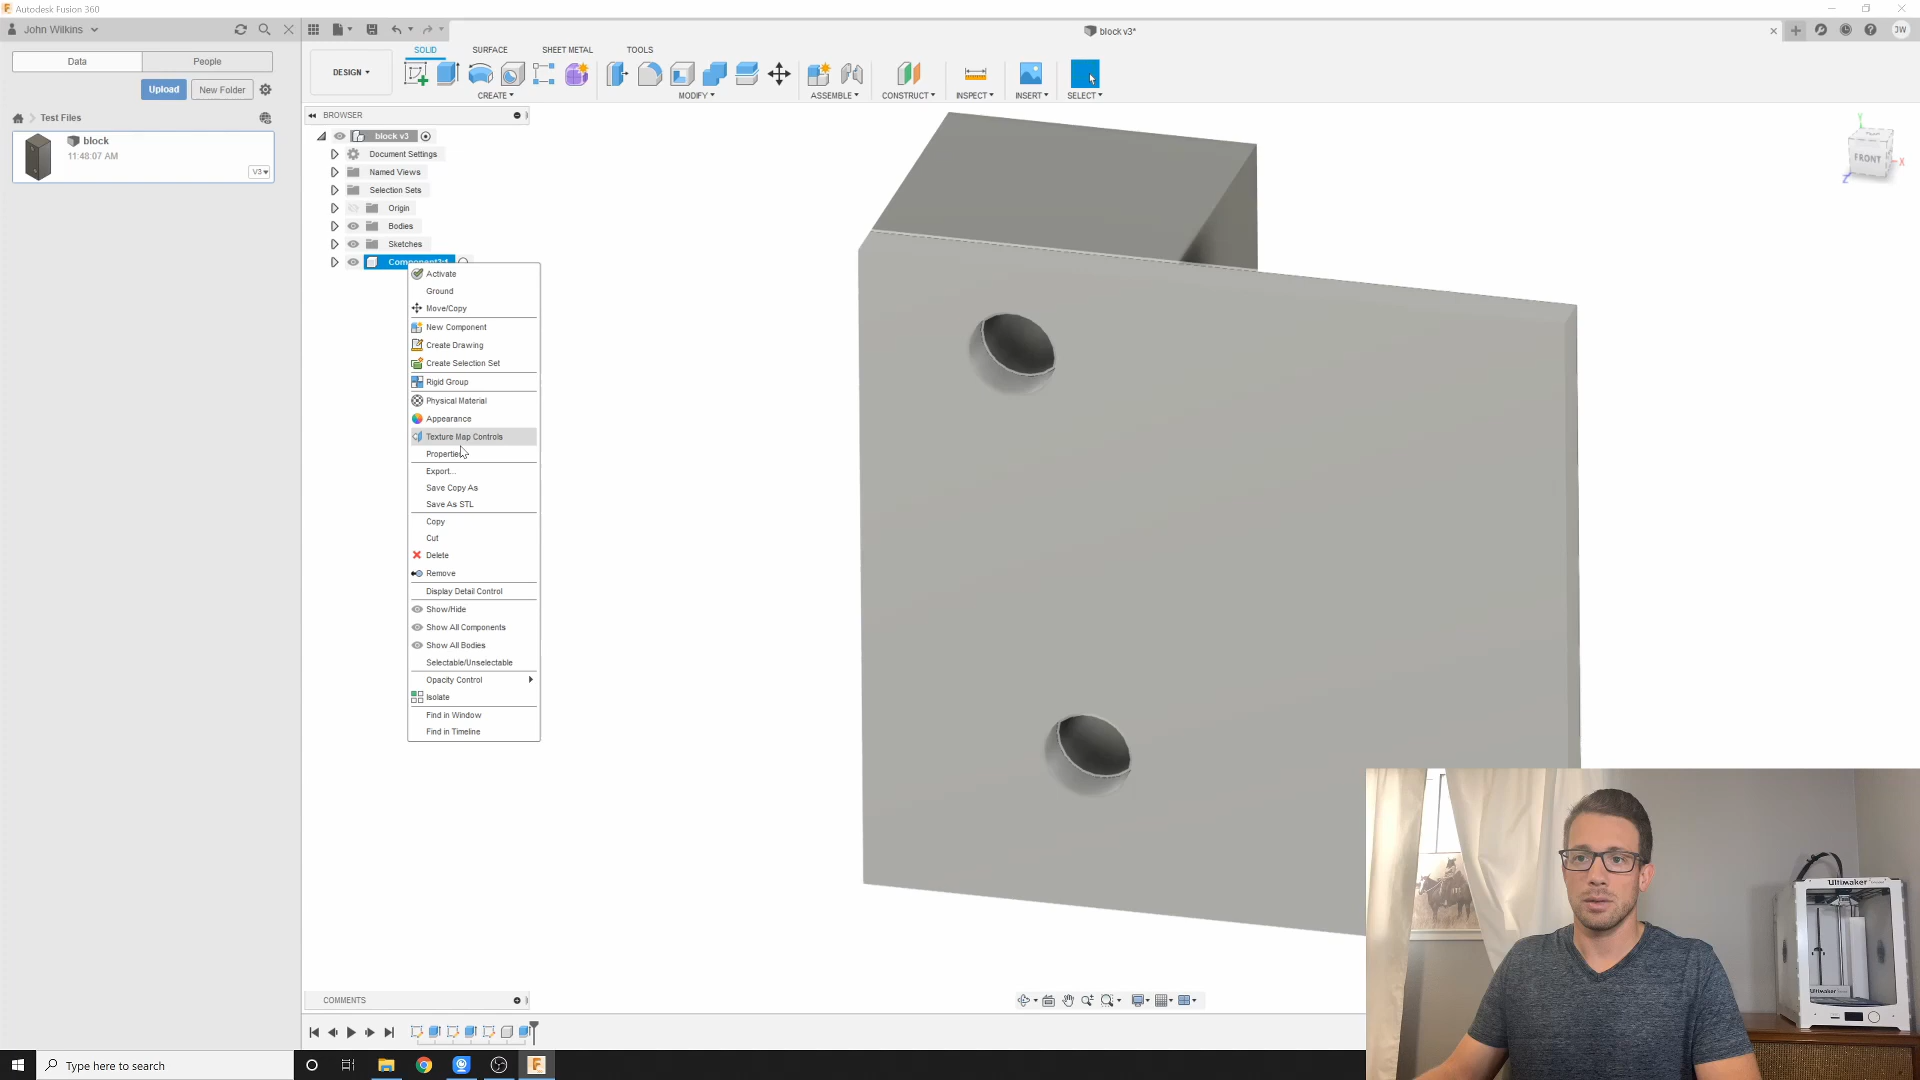 Autodesk Fusion 360
John Wilkins
block v3*
JW
Data
People
Upload
New Folder
Test Files
block
11:48:07 AM
V3
DESIGN
SOLID
SURFACE
SHEET METAL
TOOLS
CREATE
MODIFY
ASSEMBLE
CONSTRUCT
INSPECT
INSERT
SELECT
BROWSER
block v3
Document Settings
Named Views
Selection Sets
Origin
Bodies
Sketches
Activate
Ground
Move/Copy
New Component
Create Drawing
Create Selection Set
Rigid Group
Physical Material
Appearance
Texture Map Controls
Properties
Export...
Save Copy As
Save As STL
Copy
Cut
Delete
Remove
Display Detail Control
Show/Hide
Show All Components
Show All Bodies
Selectable/Unselectable
Opacity Control
Isolate
Find in Window
Find in Timeline
Y
FRONT
X
Z
COMMENTS
Ultimaker
Ultimaker
Type here to search